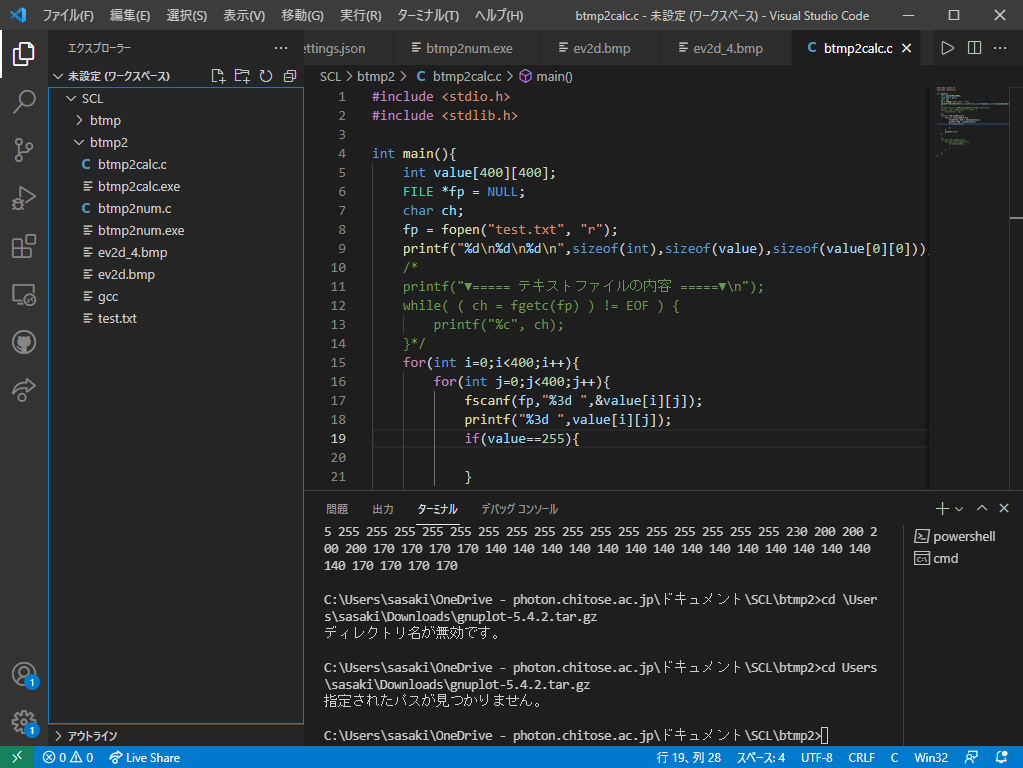 ファイル(F) 編集(E) 選択(S) 表示(V) 移動(G) 実行(R) ターミナル(T) ヘルプ(H) btmp2calc.c - 未設定 (ワークスペース) - Visual Studio Code
エクスプローラー
ettings.json btmp2num.exe ev2d.bmp ev2d_4.bmp C btmp2calc.c
未設定 (ワークスペース)
SCL > btmp2 > C btmp2calc.c > main()
SCL
btmp
btmp2
C btmp2calc.c
btmp2calc.exe
C btmp2num.c
btmp2num.exe
ev2d_4.bmp
ev2d.bmp
gcc
test.txt
アウトライン
1 #include <stdio.h>
2 #include <stdlib.h>
3
4 int main(){
5 int value[400][400];
6 FILE *fp = NULL;
7 char ch;
8 fp = fopen("test.txt", "r");
9 printf("%d\n%d\n%d\n",sizeof(int),sizeof(value),sizeof(value[0][0]));
10 /*
11 printf("▼===== テキストファイルの内容 =====▼\n");
12 while( ( ch = fgetc(fp) ) != EOF ) {
13 printf("%c", ch);
14 }*/
15 for(int i=0;i<400;i++){
16 for(int j=0;j<400;j++){
17 fscanf(fp,"%3d ",&value[i][j]);
18 printf("%3d ",value[i][j]);
19 if(value==255){
20
21 }
問題 出力 ターミナル デバッグ コンソール
5 255 255 255 255 255 255 255 255 255 255 255 255 255 255 255 255 230 200 200 2
00 200 170 170 170 170 140 140 140 140 140 140 140 140 140 140 140 140 140 140
140 170 170 170 170
C:\Users\sasaki\OneDrive - photon.chitose.ac.jp\ドキュメント\SCL\btmp2>cd \User
s\sasaki\Downloads\gnuplot-5.4.2.tar.gz
ディレクトリ名が無効です。
C:\Users\sasaki\OneDrive - photon.chitose.ac.jp\ドキュメント\SCL\btmp2>cd Users
\sasaki\Downloads\gnuplot-5.4.2.tar.gz
指定されたパスが見つかりません。
C:\Users\sasaki\OneDrive - photon.chitose.ac.jp\ドキュメント\SCL\btmp2>
powershell
cmd
1
1
0 0 Live Share 行 19、列 28 スペース: 4 UTF-8 CRLF C Win32